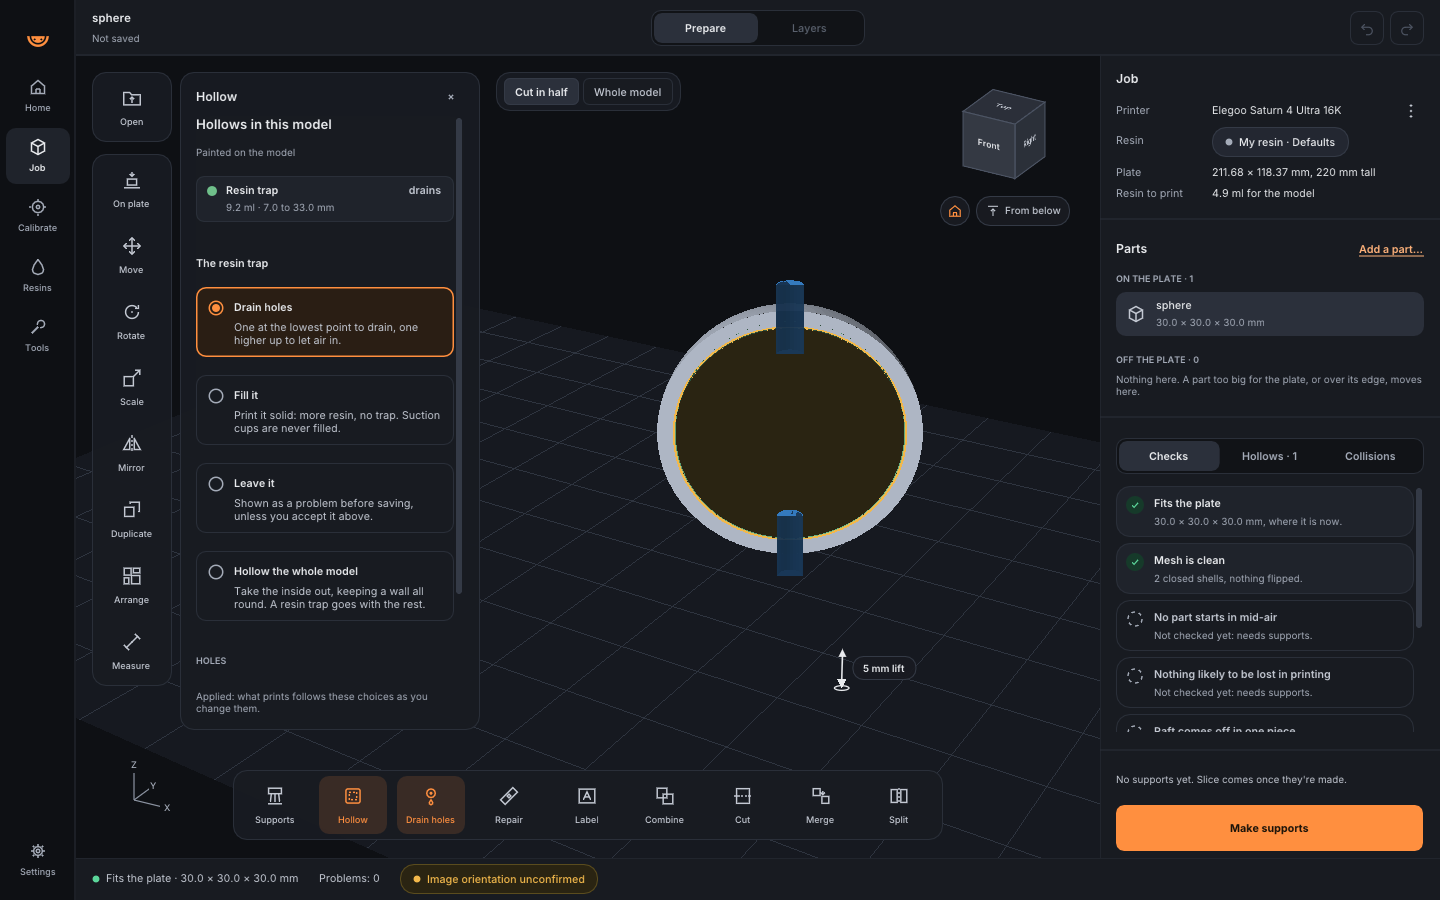 sphere
Not saved
Prepare
Layers
Home
Job
Calibrate
Resins
Tools
Settings
Open
On plate
Move
Rotate
Scale
Mirror
Duplicate
Arrange
Measure
Hollow
×
Hollows in this model
Painted on the model
Resin trap
drains
9.2 ml · 7.0 to 33.0 mm
The resin trap
Drain holes
One at the lowest point to drain, one
higher up to let air in.
Fill it
Print it solid: more resin, no trap. Suction
cups are never filled.
Leave it
Shown as a problem before saving,
unless you accept it above.
Hollow the whole model
Take the inside out, keeping a wall all
round. A resin trap goes with the rest.
HOLES
Applied: what prints follows these choices as you
change them.
Cut in half
Whole model
Top
Front
Right
From below
5 mm lift
Z
Y
X
Supports
Hollow
Drain holes
Repair
Label
Combine
Cut
Merge
Split
Job
Printer
Elegoo Saturn 4 Ultra 16K
Resin
My resin · Defaults
Plate
211.68 × 118.37 mm, 220 mm tall
Resin to print
4.9 ml for the model
Parts
Add a part...
ON THE PLATE · 1
sphere
30.0 × 30.0 × 30.0 mm
OFF THE PLATE · 0
Nothing here. A part too big for the plate, or over its edge, moves
here.
Checks
Hollows · 1
Collisions
Fits the plate
30.0 × 30.0 × 30.0 mm, where it is now.
Mesh is clean
2 closed shells, nothing flipped.
No part starts in mid-air
Not checked yet: needs supports.
Nothing likely to be lost in printing
Not checked yet: needs supports.
Raft comes off in one piece
No supports yet. Slice comes once they're made.
Make supports
Fits the plate · 30.0 × 30.0 × 30.0 mm
Problems: 0
Image orientation unconfirmed